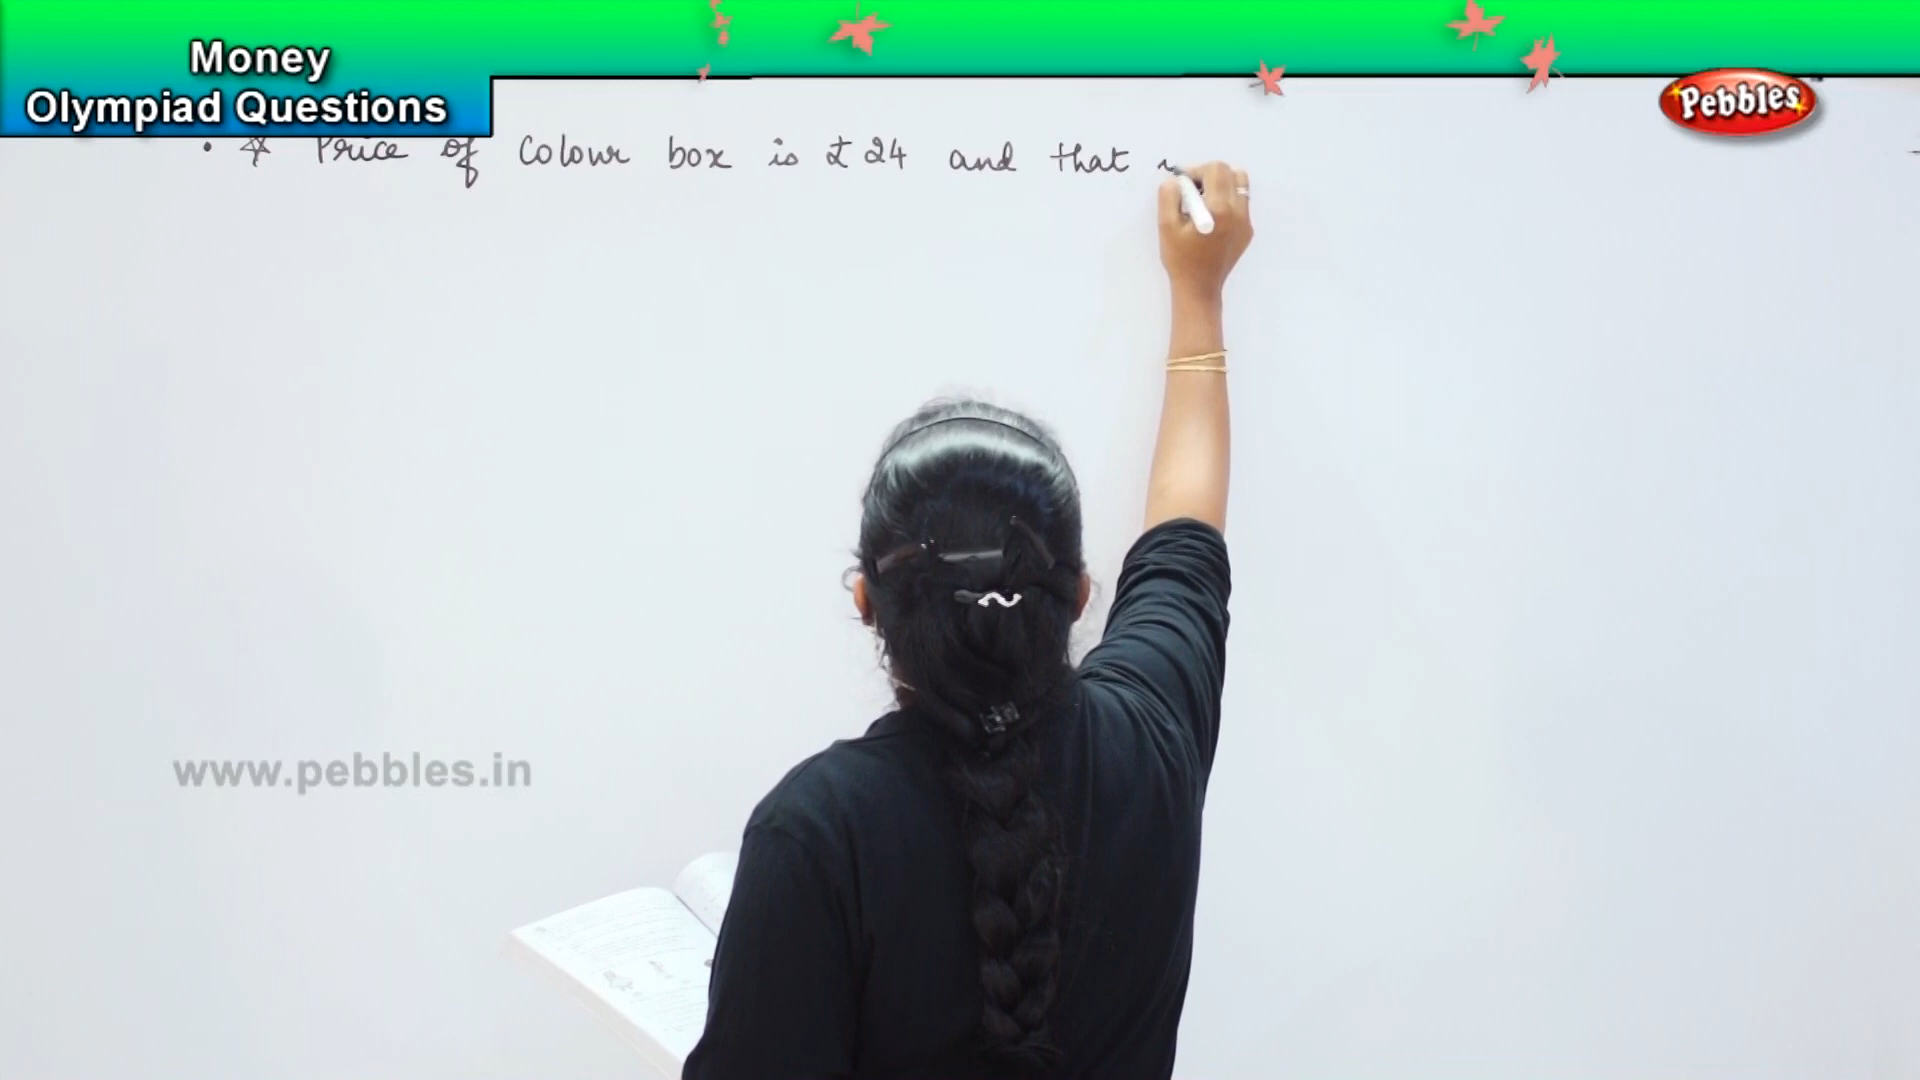 Money
Olympiad Questions
Pebbles
Price of Colour box is ₹ 24 and that
www.pebbles.in